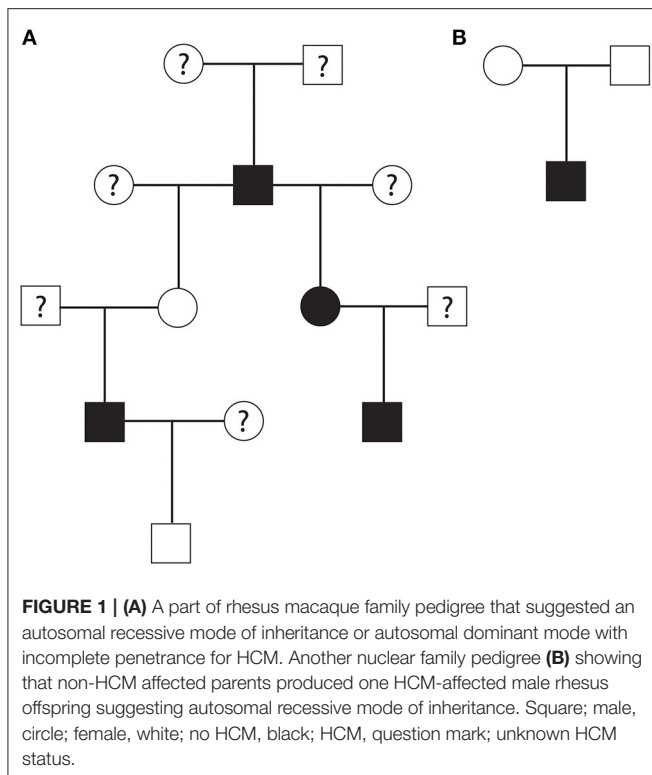 A
B
? ?
? ?
?
?
?
FIGURE 1 | (A) A part of rhesus macaque family pedigree that suggested an
autosomal recessive mode of inheritance or autosomal dominant mode with
incomplete penetrance for HCM. Another nuclear family pedigree (B) showing
that non-HCM affected parents produced one HCM-affected male rhesus
offspring suggesting autosomal recessive mode of inheritance. Square; male,
circle; female, white; no HCM, black; HCM, question mark; unknown HCM
status.